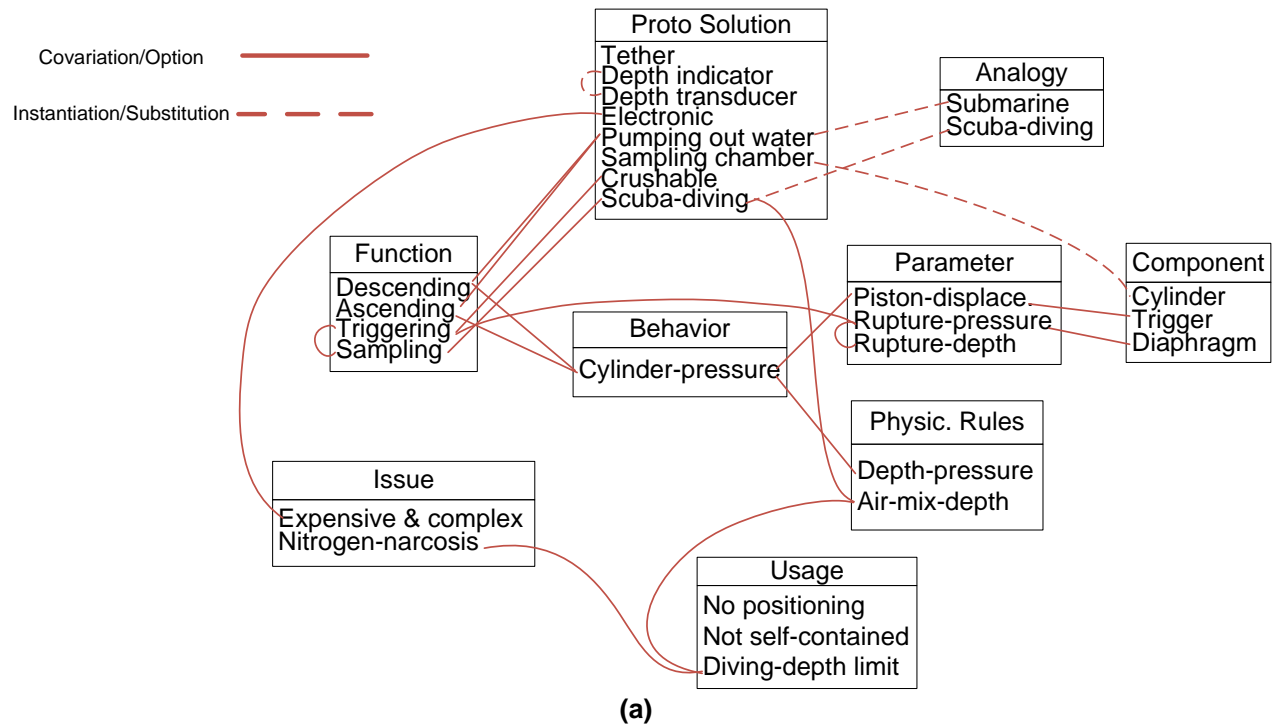 Covariation/Option
Instantiation/Substitution
Proto Solution
Tether
Depth indicator
Depth transducer
Electronic
Pumping out water
Sampling chamber
Crushable
Scuba-diving
Analogy
Submarine
Scuba-diving
Function
Descending
Ascending
Triggering
Sampling
Behavior
Cylinder-pressure
Parameter
Piston-displace.
Rupture-pressure
Rupture-depth
Component
Cylinder
Trigger
Diaphragm
Physic. Rules
Depth-pressure
Air-mix-depth
Issue
Expensive & complex
Nitrogen-narcosis
Usage
No positioning
Not self-contained
Diving-depth limit
(a)